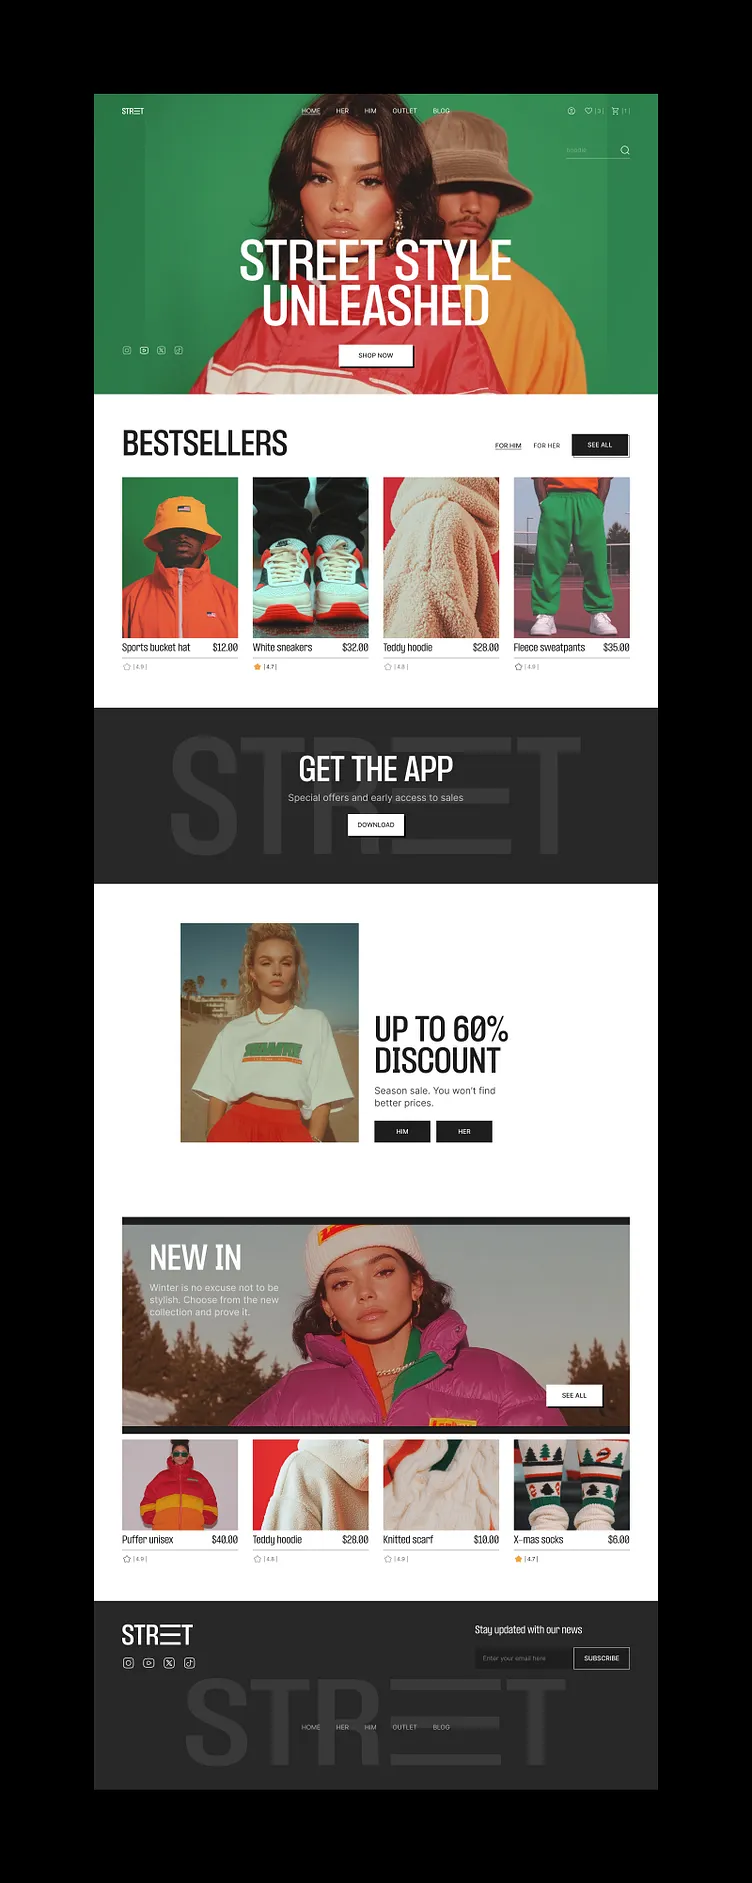 STREET
HOME HER HIM OUTLET BLOG
| 3 | | 1 |
hoodie
STREET STYLE
UNLEASHED
SHOP NOW
BESTSELLERS
FOR HIM FOR HER SEE ALL
Sports bucket hat $12.00
| 4.9 |
White sneakers $32.00
| 4.7 |
Teddy hoodie $28.00
| 4.8 |
Fleece sweatpants $35.00
| 4.9 |
STREET
GET THE APP
Special offers and early access to sales
DOWNLOAD
UP TO 60%
DISCOUNT
Season sale. You won't find
better prices.
HIM HER
NEW IN
Winter is no excuse not to be
stylish. Choose from the new
collection and prove it.
SEE ALL
Puffer unisex $40.00
| 4.9 |
Teddy hoodie $28.00
| 4.8 |
Knitted scarf $10.00
| 4.9 |
X-mas socks $6.00
| 4.7 |
STREET
Stay updated with our news
Enter your email here
SUBSCRIBE
STREET
HOME HER HIM OUTLET BLOG